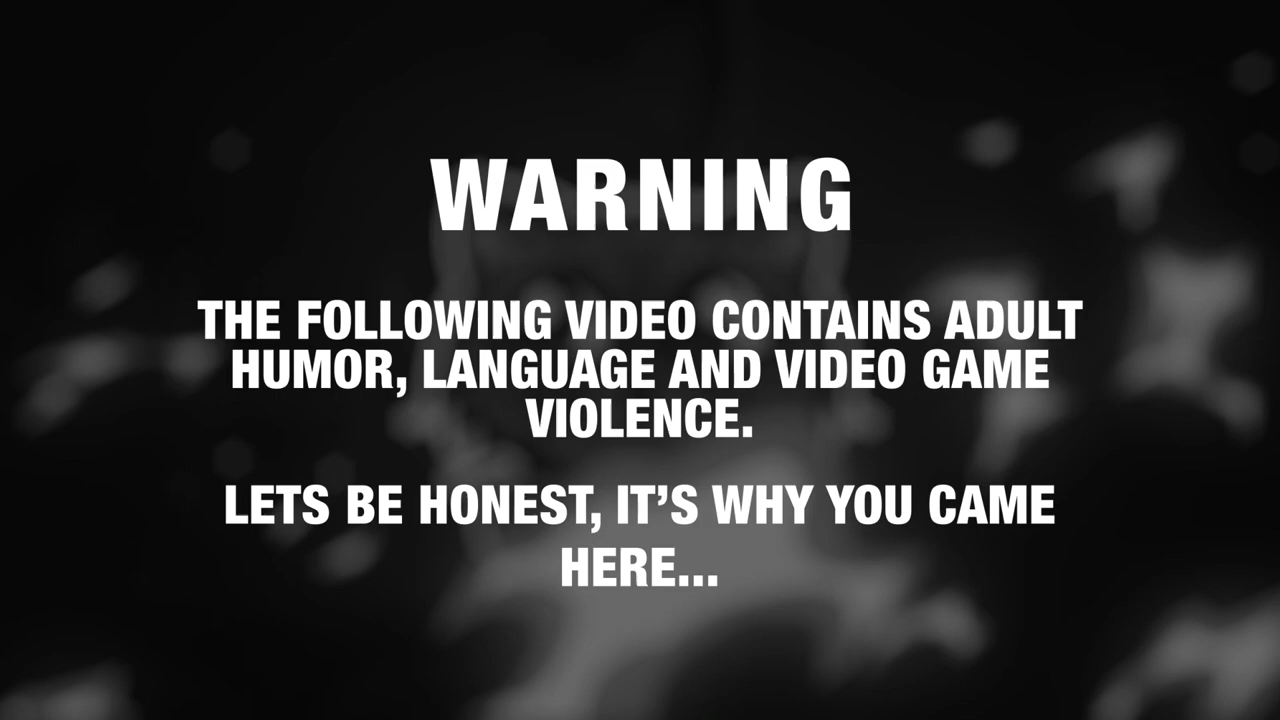 WARNING
THE FOLLOWING VIDEO CONTAINS ADULT
HUMOR, LANGUAGE AND VIDEO GAME
VIOLENCE.
LETS BE HONEST, IT’S WHY YOU CAME
HERE...